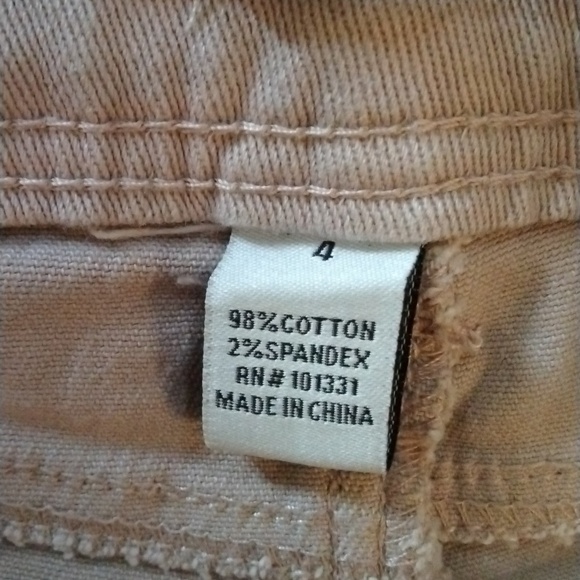 4
98%COTTON
2%SPANDEX
RN# 101331
MADE IN CHINA